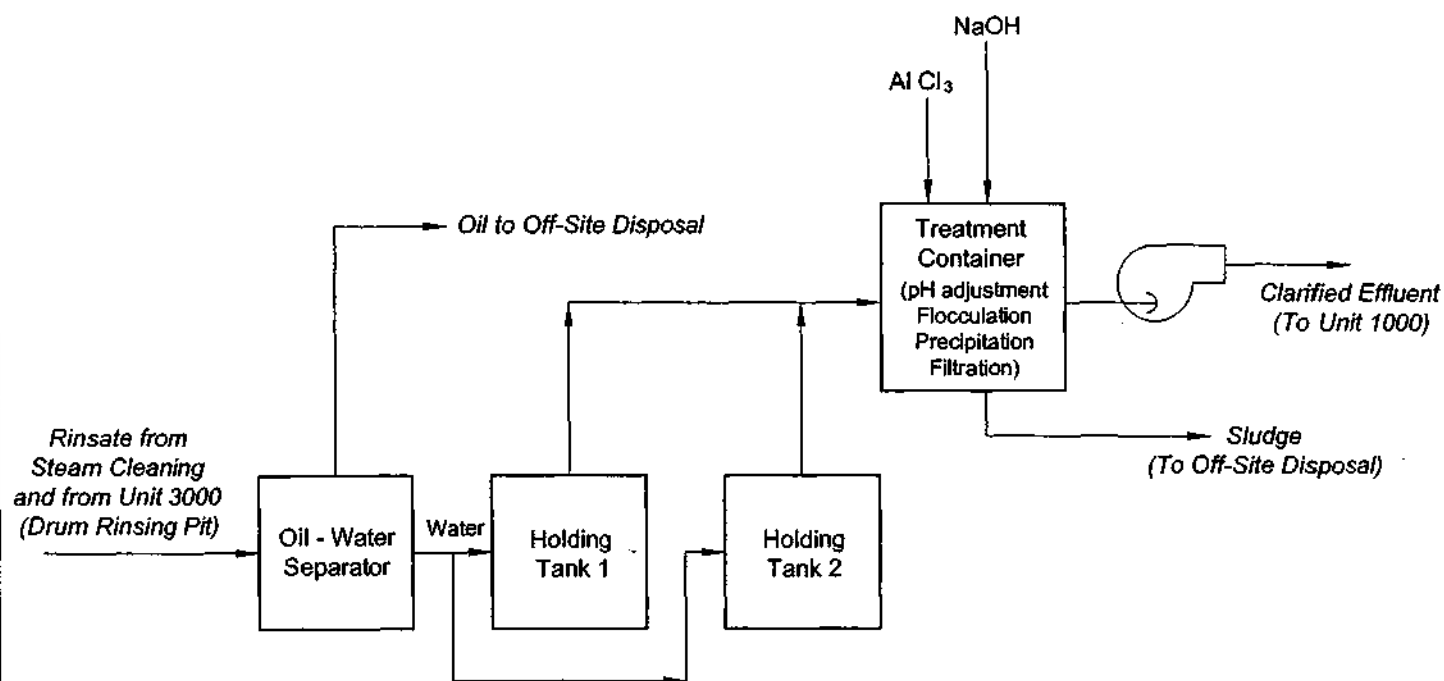 NaOH
Al Cl₃
Treatment
Container
(pH adjustment
Flocculation
Precipitation
Filtration)
Oil to Off-Site Disposal
Clarified Effluent
(To Unit 1000)
Sludge
(To Off-Site Disposal)
Rinsate from
Steam Cleaning
and from Unit 3000
(Drum Rinsing Pit)
Oil - Water
Separator
Water
Holding
Tank 1
Holding
Tank 2